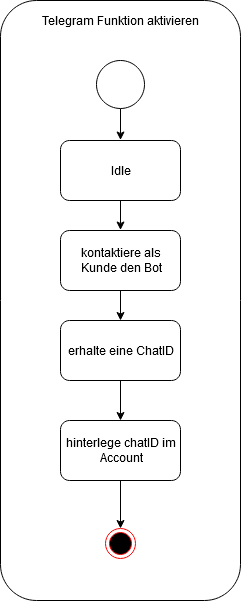 Telegram Funktion aktivieren
Idle
kontaktiere als
Kunde den Bot
erhalte eine ChatID
hinterlege chatID im
Account